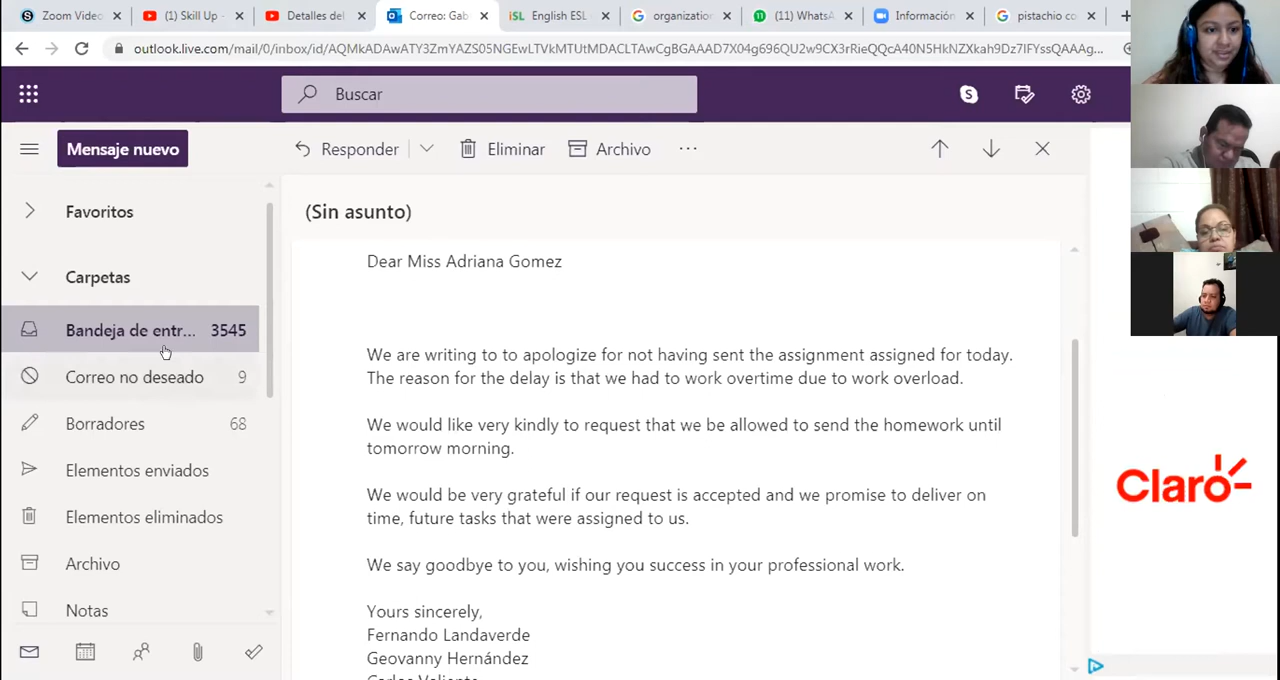 Zoom Video
(1) Skill Up -
Detalles del
Correo: Gab
English ESL
organization
(11) WhatsA
Información
pistachio co
outlook.live.com/mail/0/inbox/id/
Buscar
Mensaje nuevo
Responder
Eliminar
Archivo
Favoritos
(Sin asunto)
Carpetas
Dear Miss Adriana Gomez
Bandeja de entr... 3545
We are writing to to apologize for not having sent the assignment assigned for today.
Correo no deseado 9
The reason for the delay is that we had to work overtime due to work overload.
Borradores 68
We would like very kindly to request that we be allowed to send the homework until
tomorrow morning.
Elementos enviados
We would be very grateful if our request is accepted and we promise to deliver on
Claro
Elementos eliminados
time, future tasks that were assigned to us.
Archivo
We say goodbye to you, wishing you success in your professional work.
Notas
Yours sincerely,
Fernando Landaverde
Geovanny Hernández
Carlos Valiente